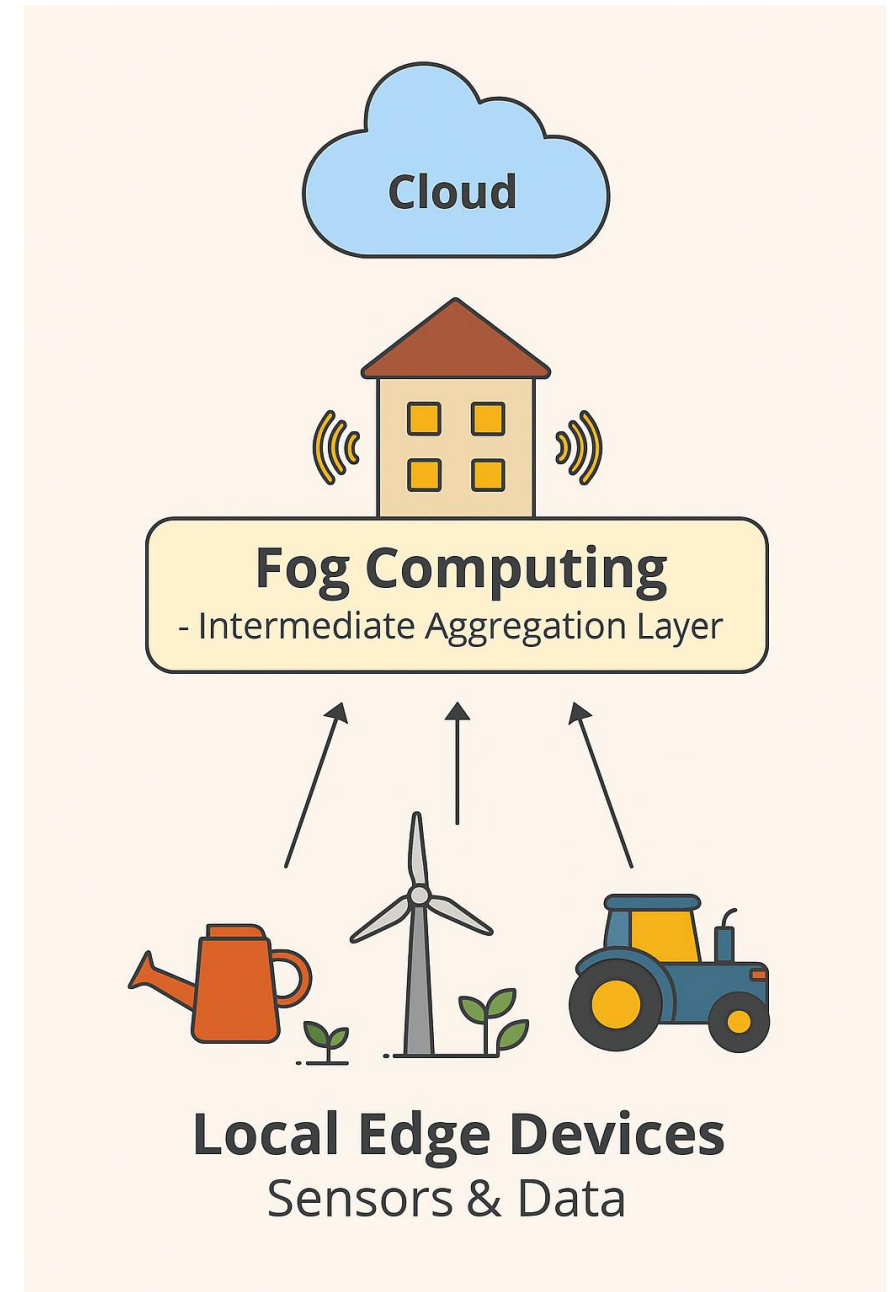 Cloud
Fog Computing
- Intermediate Aggregation Layer
Local Edge Devices
Sensors & Data